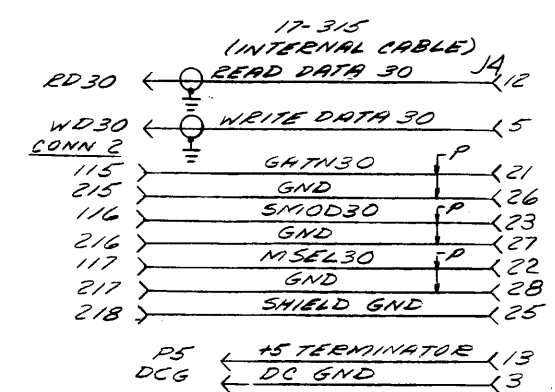 17-315
(INTERNAL CABLE)
J4
RD30 READ DATA 30 12
WD30 WRITE DATA 30 5
CONN 2
115 GATN30 P 21
215 GND 26
116 SMOD30 P 23
216 GND 27
117 MSEL30 P 22
217 GND 28
218 SHIELD GND 25
P5 +5 TERMINATOR 13
DCG DC GND 3